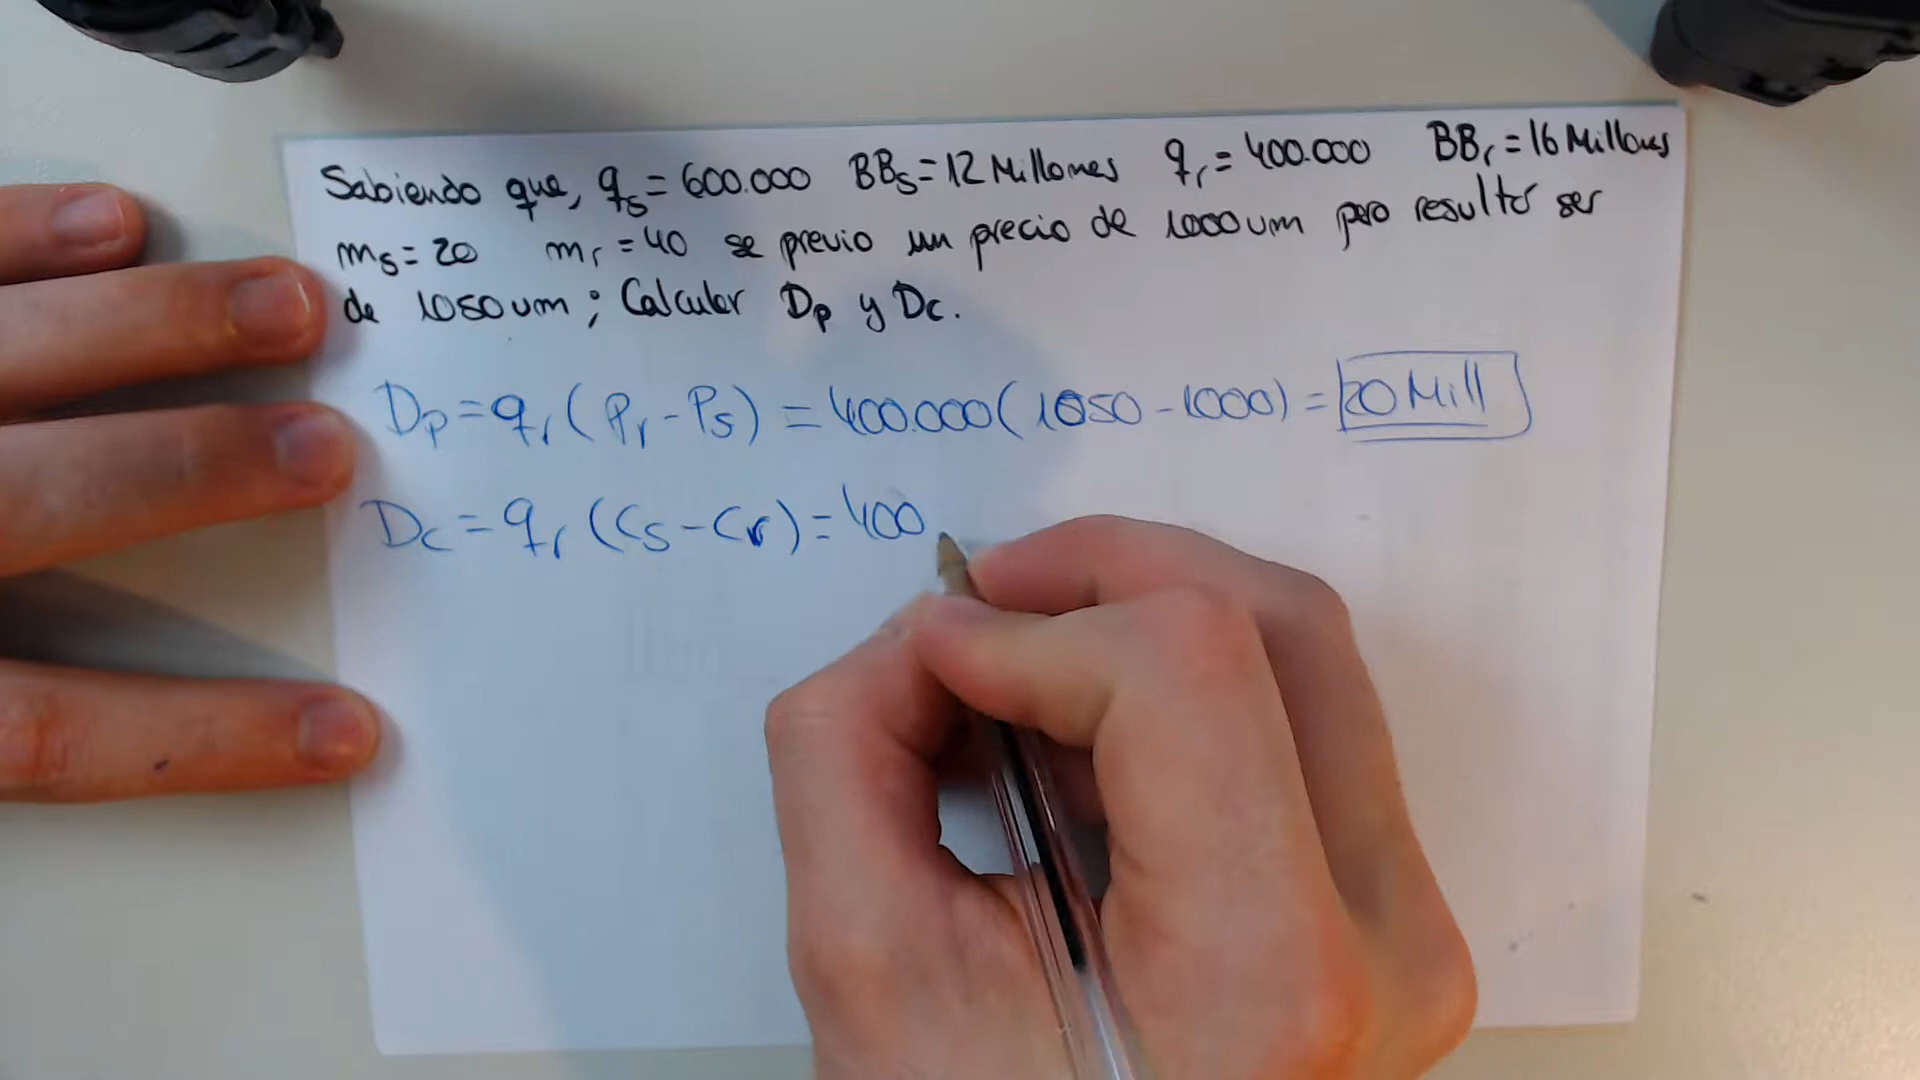 Sabiendo que, qs = 600.000 BBs = 12 Millones qr = 400.000 BBr = 16 Millones
ms = 20 mr = 40 se previo un precio de 1000 um pero resultó ser
de 1050 um ; Calcular Dp y Dc.
Dp = qr (Pr - Ps) = 400.000 (1050 - 1000) = 20 Mill
Dc = qr (Cs - Cr) = 400.